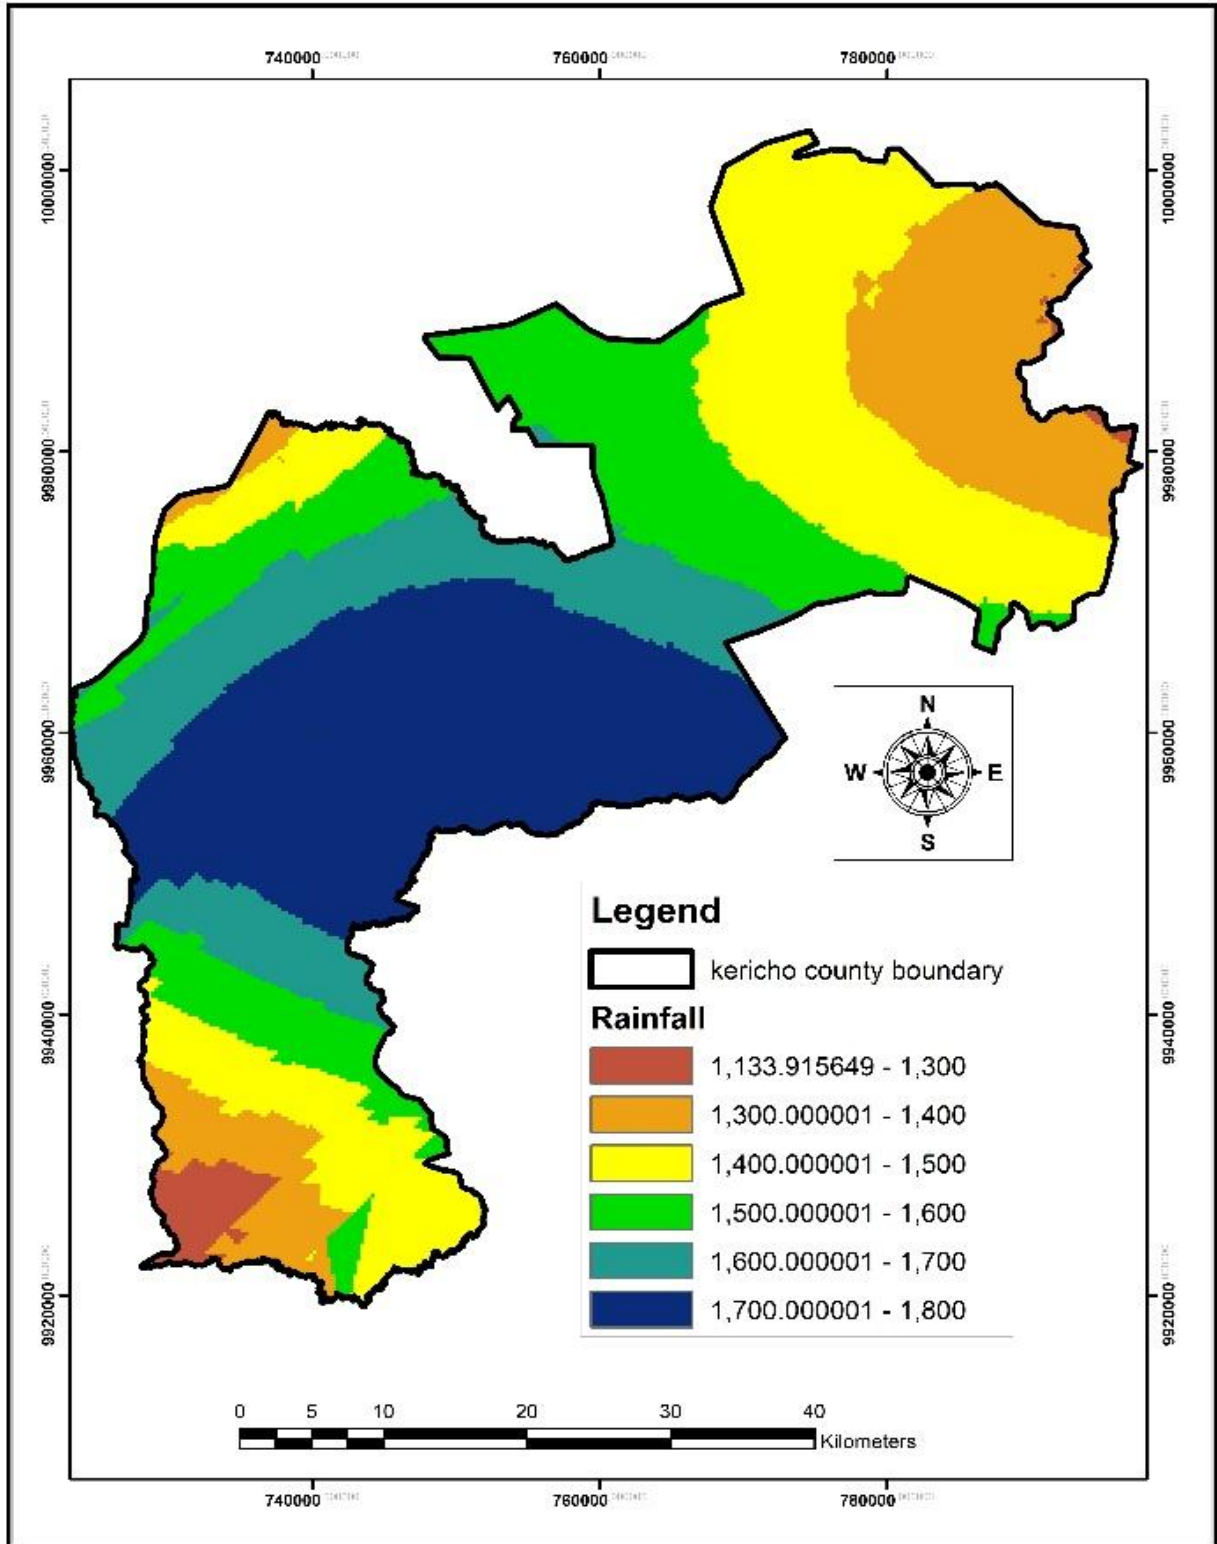 740000 760000 780000
10000000 10000000
9980000 9980000
9960000 9960000
9940000 9940000
9920000 9920000
N
W E
S
Legend
kericho county boundary
Rainfall
1,133.915649 - 1,300
1,300.000001 - 1,400
1,400.000001 - 1,500
1,500.000001 - 1,600
1,600.000001 - 1,700
1,700.000001 - 1,800
0 5 10 20 30 40
Kilometers
740000 760000 780000